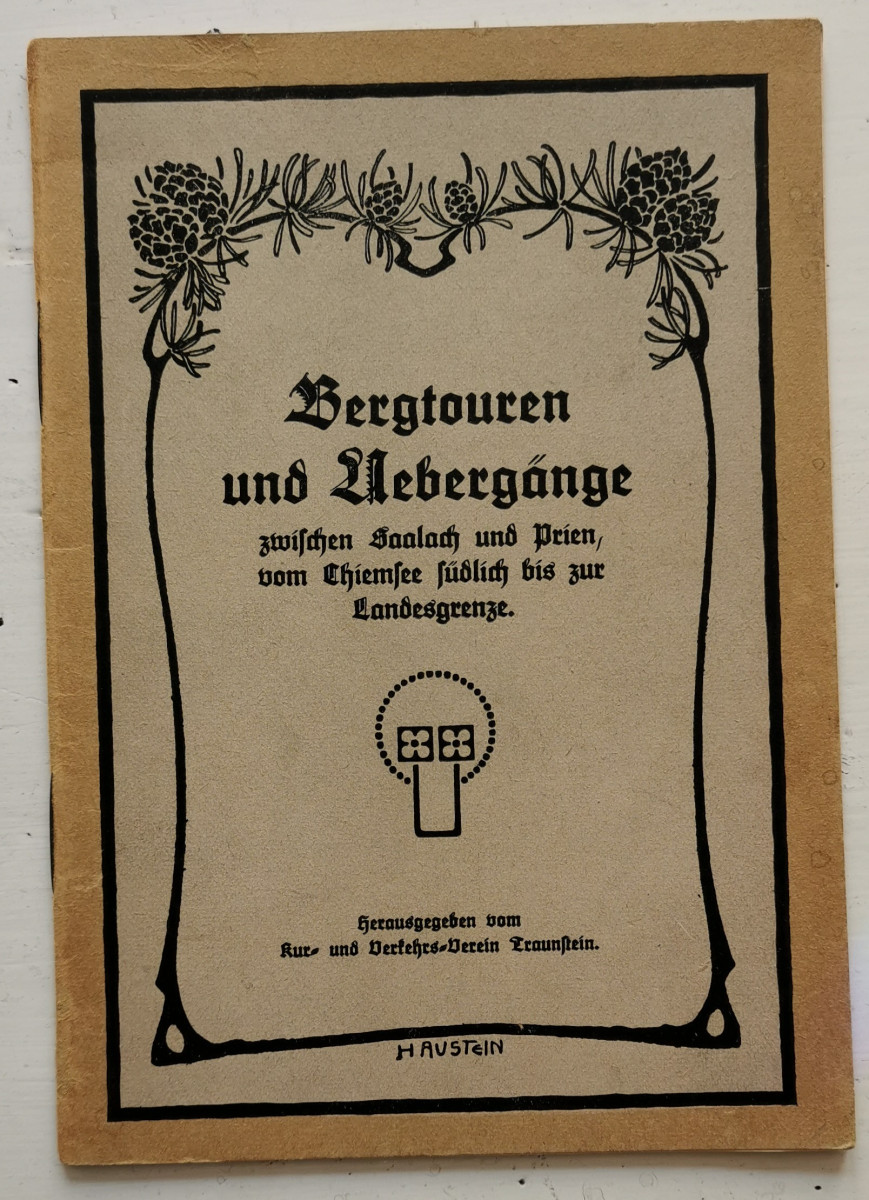 Bergtouren
und Uebergänge
zwischen Saalach und Prien,
vom Chiemsee südlich bis zur
Landesgrenze.
Herausgegeben vom
Kur- und Verkehrs-Verein Traunstein.
HAUSTEIN